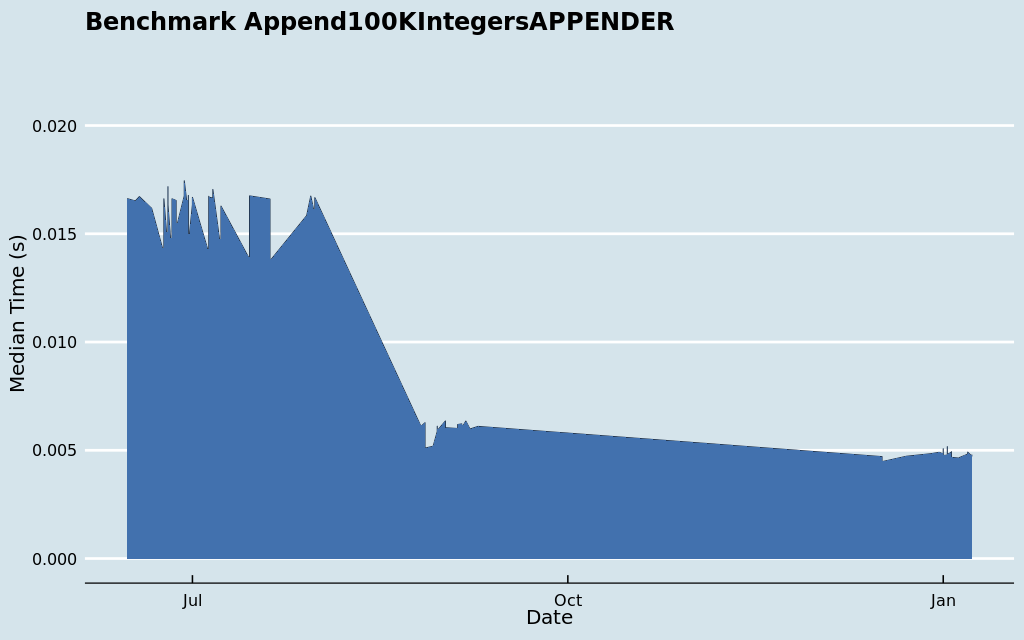 Benchmark Append100KIntegersAPPENDER
0.020
0.015
0.010
0.005
0.000
Median Time (s)
Jul
Oct
Jan
Date